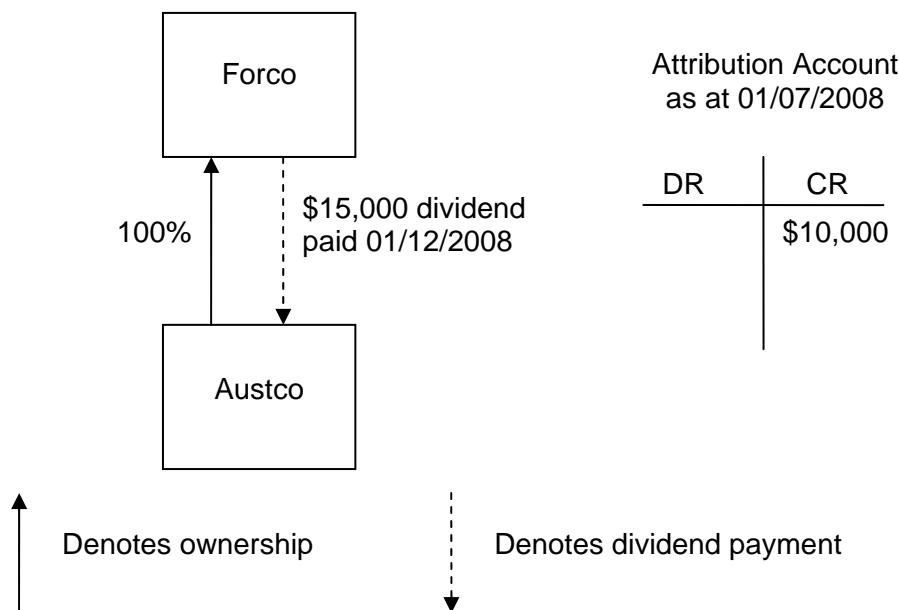 Forco
Attribution Account
as at 01/07/2008
DR
CR
$10,000
100%
$15,000 dividend
paid 01/12/2008
Austco
Denotes ownership
Denotes dividend payment